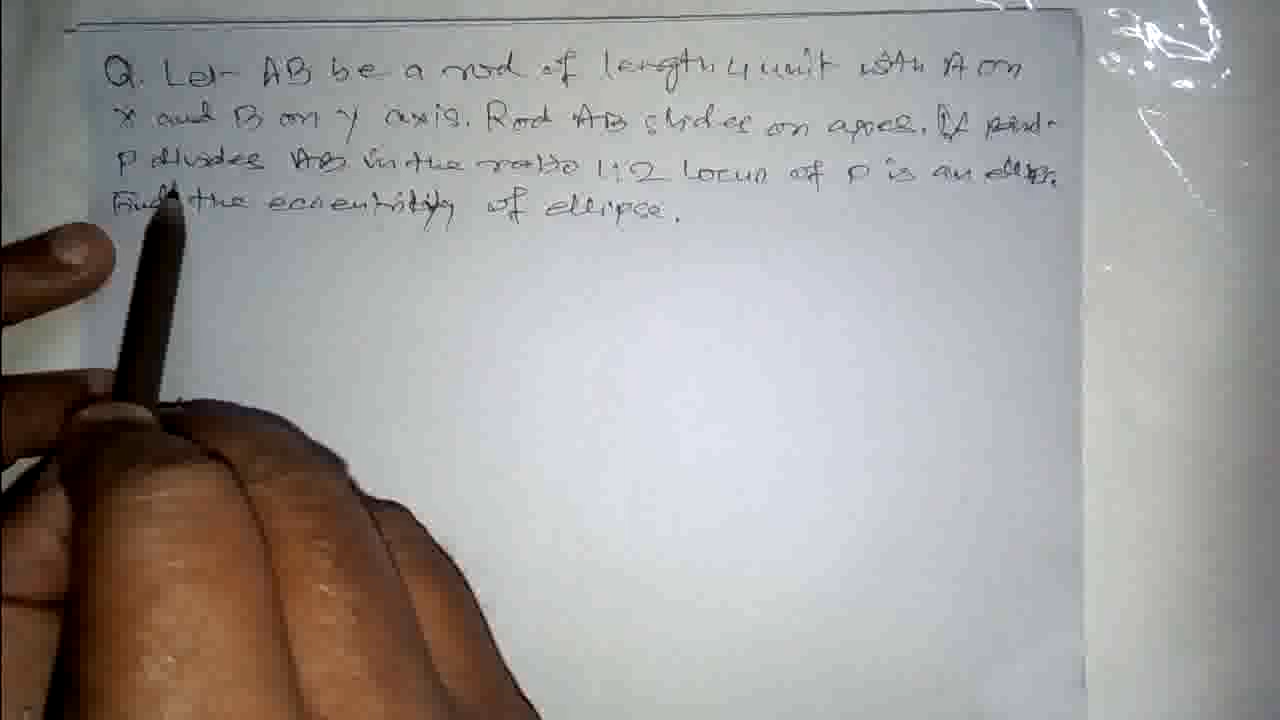 Q. Let AB be a rod of length 4 unit with A on
x and B on y axis. Rod AB slides on axes. If point
P divides AB in the ratio 1:2 locus of P is an ellipse.
Find the eccentricity of ellipse.